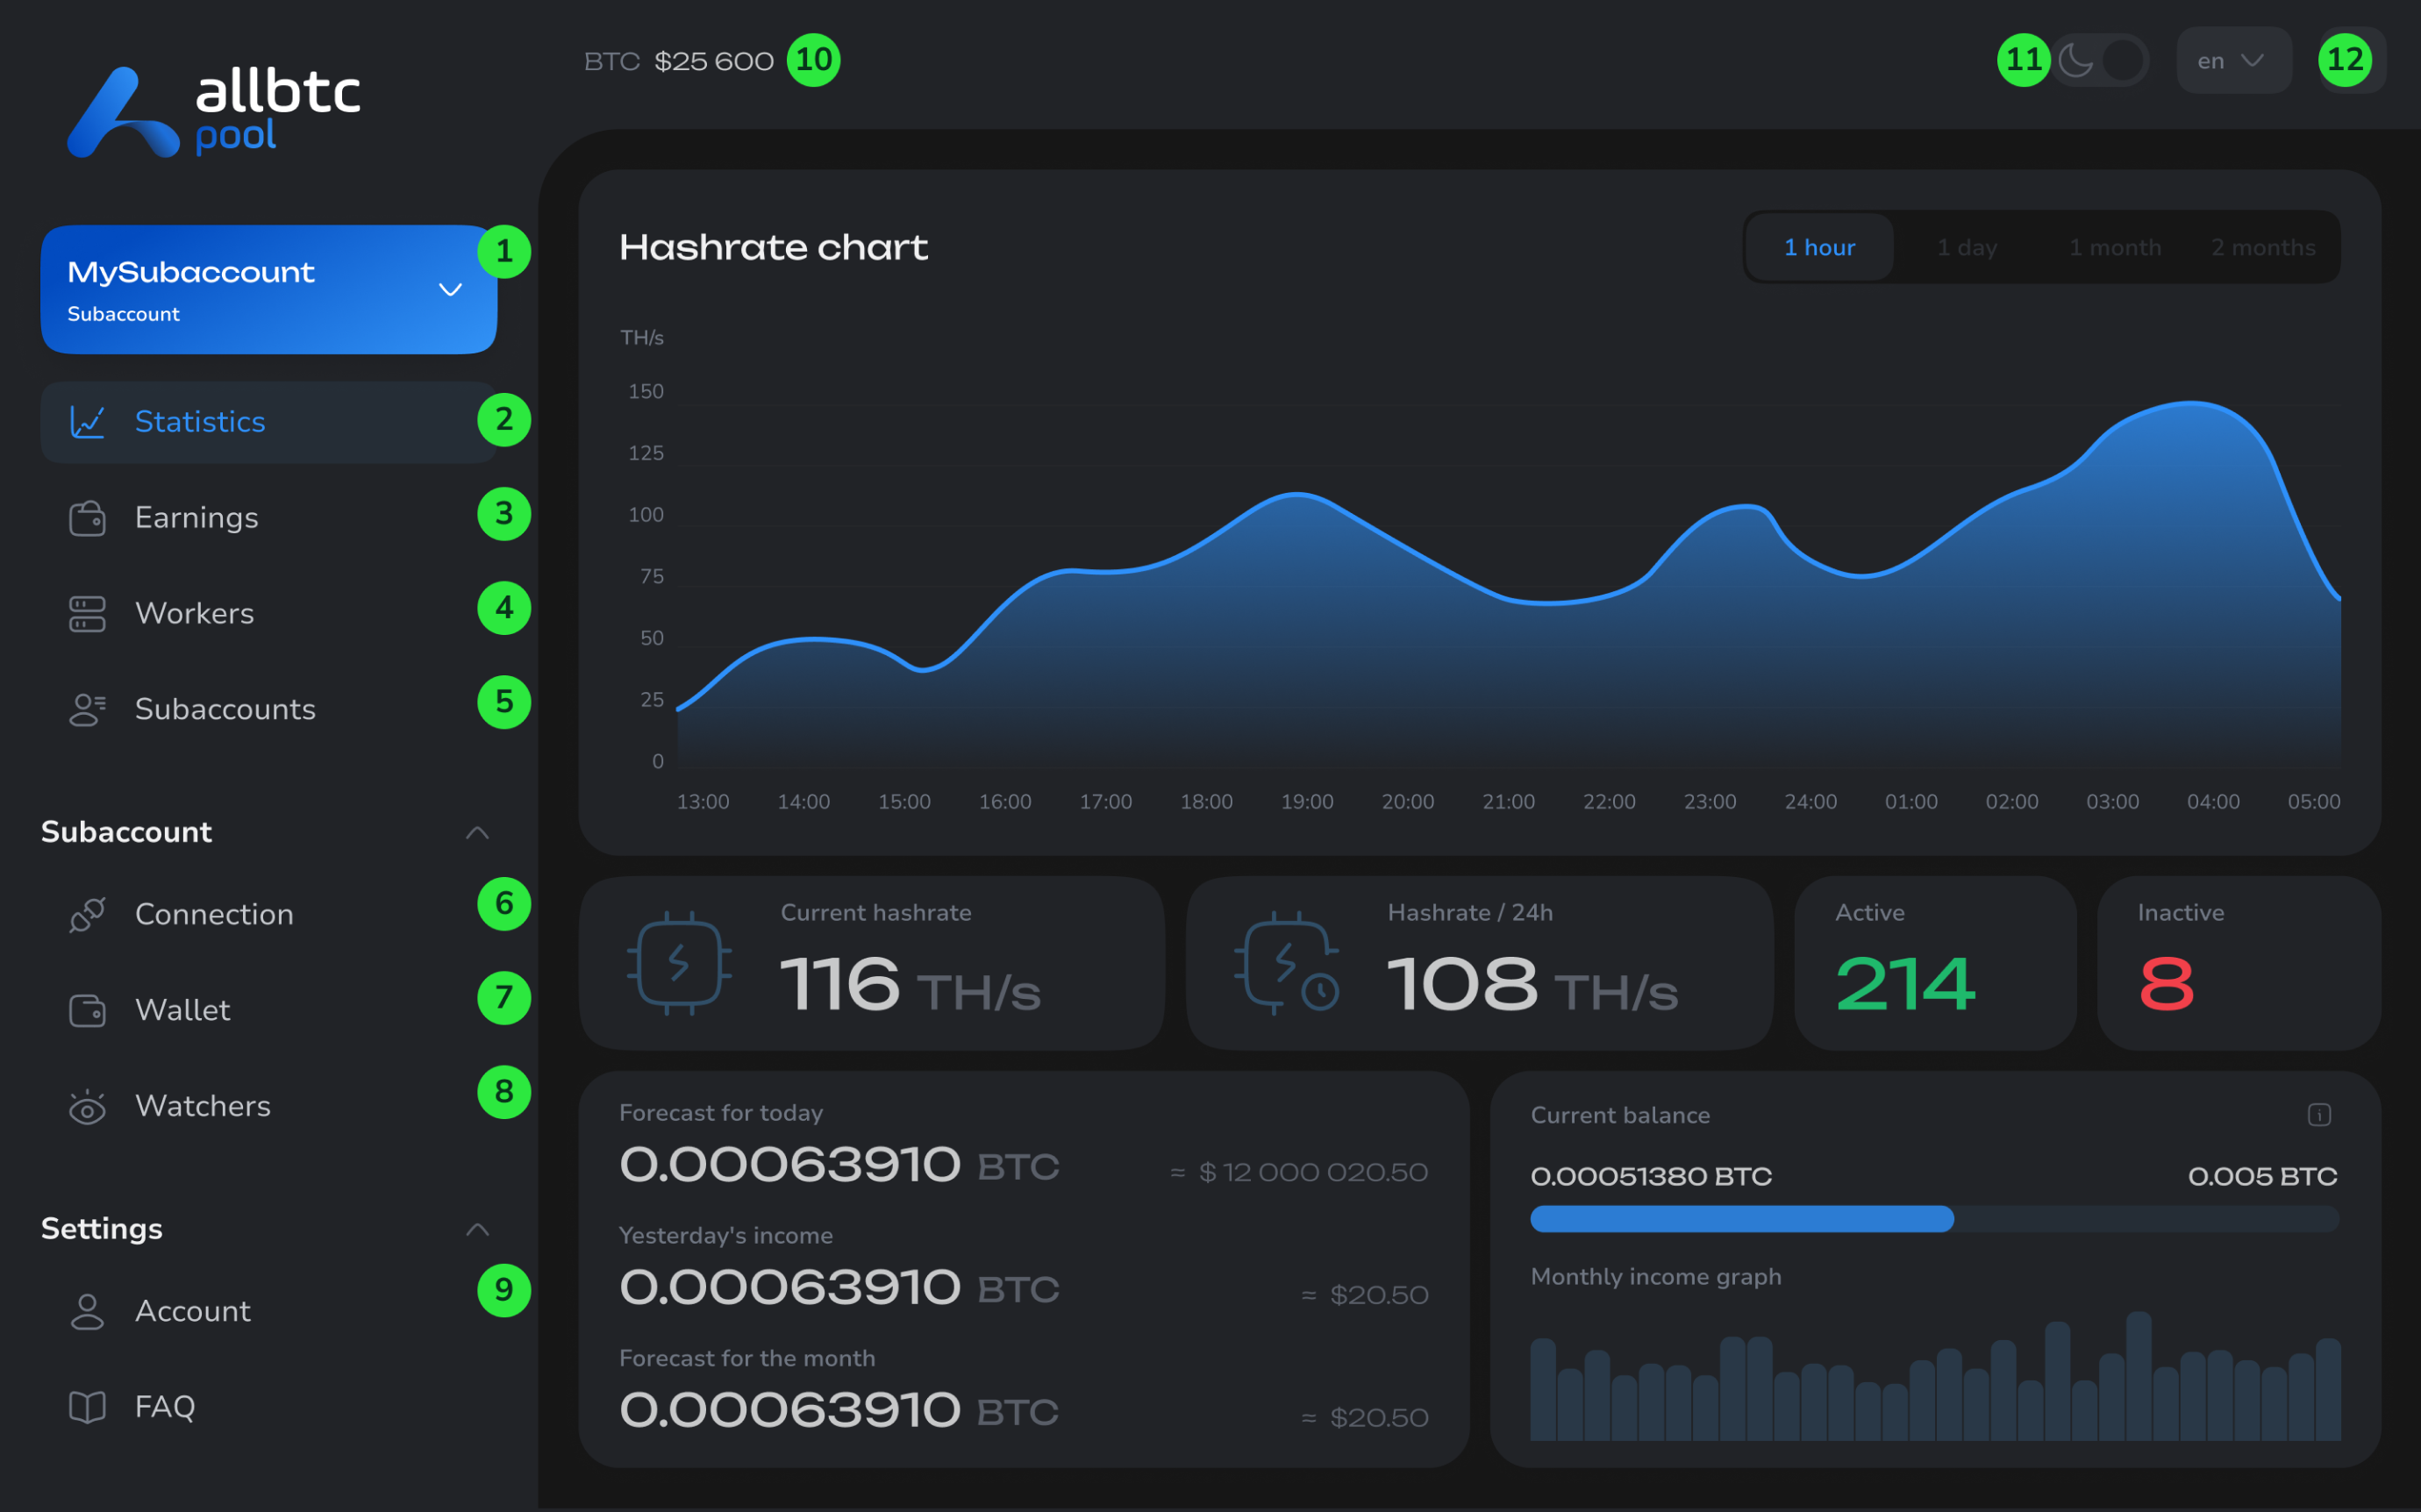 allbtc
pool
BTC $25 600 10
11
en
12
MySubaccount 1
Subaccount
Statistics 2
Earnings 3
Workers 4
Subaccounts 5
Subaccount
Connection 6
Wallet 7
Watchers 8
Settings
Account 9
FAQ
Hashrate chart
1 hour 1 day 1 month 2 months
TH/s
150
125
100
75
50
25
0
13:00 14:00 15:00 16:00 17:00 18:00 19:00 20:00 21:00 22:00 23:00 24:00 01:00 02:00 03:00 04:00 05:00
Current hashrate
116 TH/s
Hashrate / 24h
108 TH/s
Active
214
Inactive
8
Forecast for today
0.00063910 BTC ≈ $ 12 000 020.50
Yesterday's income
0.00063910 BTC ≈ $20.50
Forecast for the month
0.00063910 BTC ≈ $20.50
Current balance
0.00051380 BTC 0.005 BTC
Monthly income graph